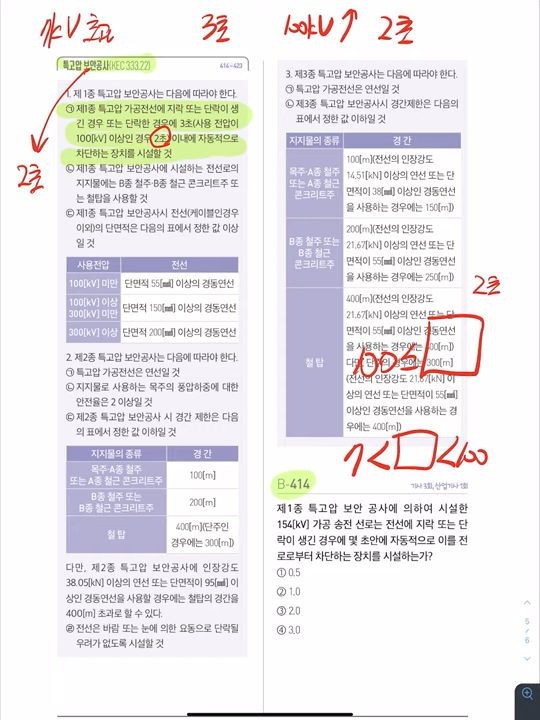 7kV 초과 3초 100kV↑ 2초
특고압 보안공사(KEC 333.22)
414~423
1. 제 1종 특고압 보안공사는 다음에 따라야 한다.
㉠ 제1종 특고압 가공전선에 지락 또는 단락이 생
긴 경우 또는 단락한 경우에 3초(사용 전압이
100[kV] 이상인 경우 2초) 이내에 자동적으로
차단하는 장치를 시설할 것
2초
㉡ 제1종 특고압 보안공사에 시설하는 전선로의
지지물에는 B종 철주·B종 철근 콘크리트주 또
는 철탑을 사용할 것
㉢ 제1종 특고압 보안공사시 전선(케이블인경우
이외)의 단면적은 다음의 표에서 정한 값 이상
일 것
사용전압 전선
100[kV] 미만 단면적 55[㎟] 이상의 경동연선
100[kV] 이상
300[kV] 미만
단면적 150[㎟] 이상의 경동연선
300[kV] 이상 단면적 200[㎟] 이상의 경동연선
2. 제2종 특고압 보안공사는 다음에 따라야 한다.
㉠ 특고압 가공전선은 연선일 것
㉡ 지지물로 사용하는 목주의 풍압하중에 대한
안전율은 2 이상일 것
㉢ 제2종 특고압 보안공사 시 경간 제한은 다음
의 표에서 정한 값 이하일 것
지지물의 종류 경 간
목주·A종 철주
또는 A종 철근 콘크리트주
100[m]
B종 철주 또는
B종 철근 콘크리트주
200[m]
철 탑
400[m](단주인
경우에는 300[m])
다만, 제2종 특고압 보안공사에 인장강도
38.05[kN] 이상의 연선 또는 단면적이 95[㎟] 이
상인 경동연선을 사용할 경우에는 철탑의 경간을
400[m] 초과로 할 수 있다.
㉣ 전선은 바람 또는 눈에 의한 요동으로 단락될
우려가 없도록 시설할 것
3. 제3종 특고압 보안공사는 다음에 따라야 한다.
㉠ 특고압 가공전선은 연선일 것
㉡ 제3종 특고압 보안공사시 경간제한은 다음의
표에서 정한 값 이하일 것
지지물의 종류 경 간
목주·A종 철주
또는 A종 철근
콘크리트주
100[m](전선의 인장강도
14.51[kN] 이상의 연선 또는 단
면적이 38[㎟] 이상인 경동연선
을 사용하는 경우에는 150[m])
B종 철주 또는
B종 철근
콘크리트주
200[m](전선의 인장강도
21.67[kN] 이상의 연선 또는 단
면적이 55[㎟] 이상인 경동연선
을 사용하는 경우에는 250[m])
철 탑
400[m](전선의 인장강도
21.67[kN] 이상의 연선 또는 단
면적이 55[㎟] 이상인 경동연선
을 사용하는 경우에는 600[m])
다만, 단주의 경우에는 300[m]
(전선의 인장강도 21.67[kN] 이
상의 연선 또는 단면적이 55[㎟]
이상인 경동연선을 사용하는 경
우에는 400[m])
2초
100≤
7< <100
B-414
기사 3회, 산업기사 1회
제1종 특고압 보안 공사에 의하여 시설한
154[kV] 가공 송전 선로는 전선에 지락 또는 단
락이 생긴 경우에 몇 초안에 자동적으로 이를 전
로로부터 차단하는 장치를 시설하는가?
① 0.5
② 1.0
③ 2.0
④ 3.0
5
/
6